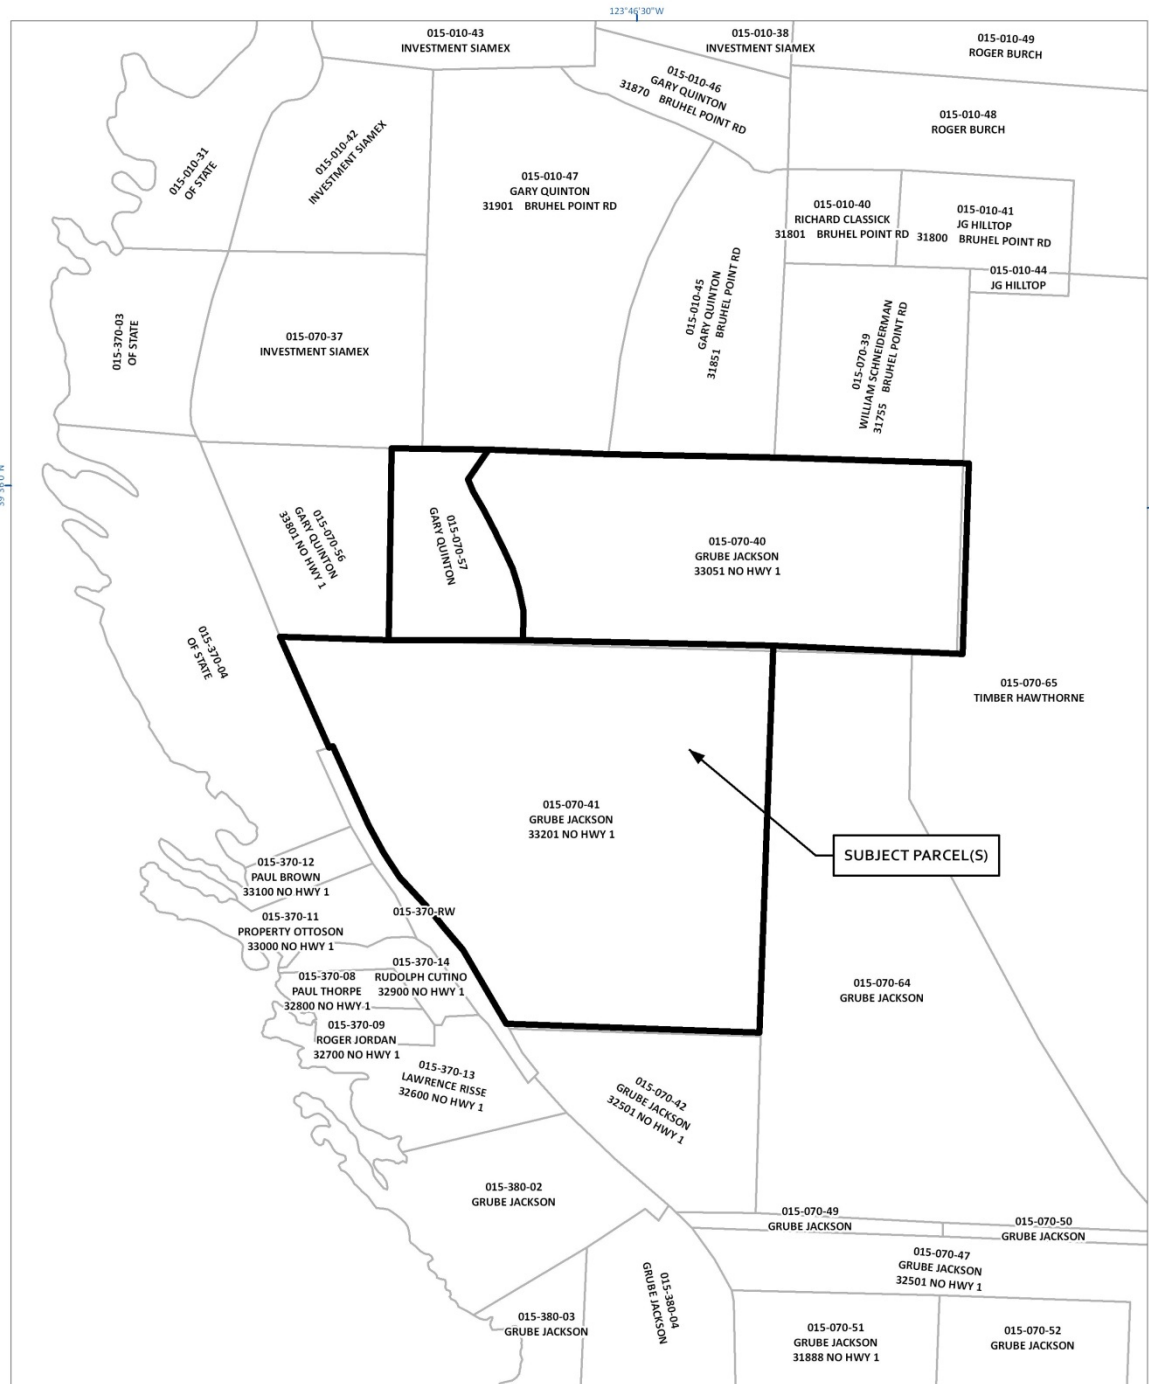 123°46'30"W
015-010-43
INVESTMENT SIAMEX
015-010-38
INVESTMENT SIAMEX
015-010-49
ROGER BURCH
015-010-46
GARY QUINTON
31870 BRUHEL POINT RD
015-010-48
ROGER BURCH
015-010-31
OF STATE
015-010-42
INVESTMENT SIAMEX
015-010-47
GARY QUINTON
31901 BRUHEL POINT RD
015-010-40
RICHARD CLASSICK
31801 BRUHEL POINT RD
015-010-41
JG HILLTOP
31800 BRUHEL POINT RD
015-010-44
JG HILLTOP
015-370-03
OF STATE
015-070-37
INVESTMENT SIAMEX
015-010-45
GARY QUINTON
31851 BRUHEL POINT RD
015-070-39
WILLIAM SCHNEIDERMAN
31755 BRUHEL POINT RD
015-070-56
GARY QUINTON
33801 NO HWY 1
015-070-57
GARY QUINTON
015-070-40
GRUBE JACKSON
33051 NO HWY 1
015-370-04
OF STATE
015-070-65
TIMBER HAWTHORNE
015-070-41
GRUBE JACKSON
33201 NO HWY 1
SUBJECT PARCEL(S)
015-370-12
PAUL BROWN
33100 NO HWY 1
015-370-RW
015-370-11
PROPERTY OTTOSON
33000 NO HWY 1
015-370-14
RUDOLPH CUTINO
32900 NO HWY 1
015-370-08
PAUL THORPE
32800 NO HWY 1
015-070-64
GRUBE JACKSON
015-370-09
ROGER JORDAN
32700 NO HWY 1
015-370-13
LAWRENCE RISSE
32600 NO HWY 1
015-070-42
GRUBE JACKSON
32501 NO HWY 1
015-380-02
GRUBE JACKSON
015-070-49
GRUBE JACKSON
015-070-50
GRUBE JACKSON
015-070-47
GRUBE JACKSON
32501 NO HWY 1
015-380-04
GRUBE JACKSON
015-380-03
GRUBE JACKSON
015-070-51
GRUBE JACKSON
31888 NO HWY 1
015-070-52
GRUBE JACKSON